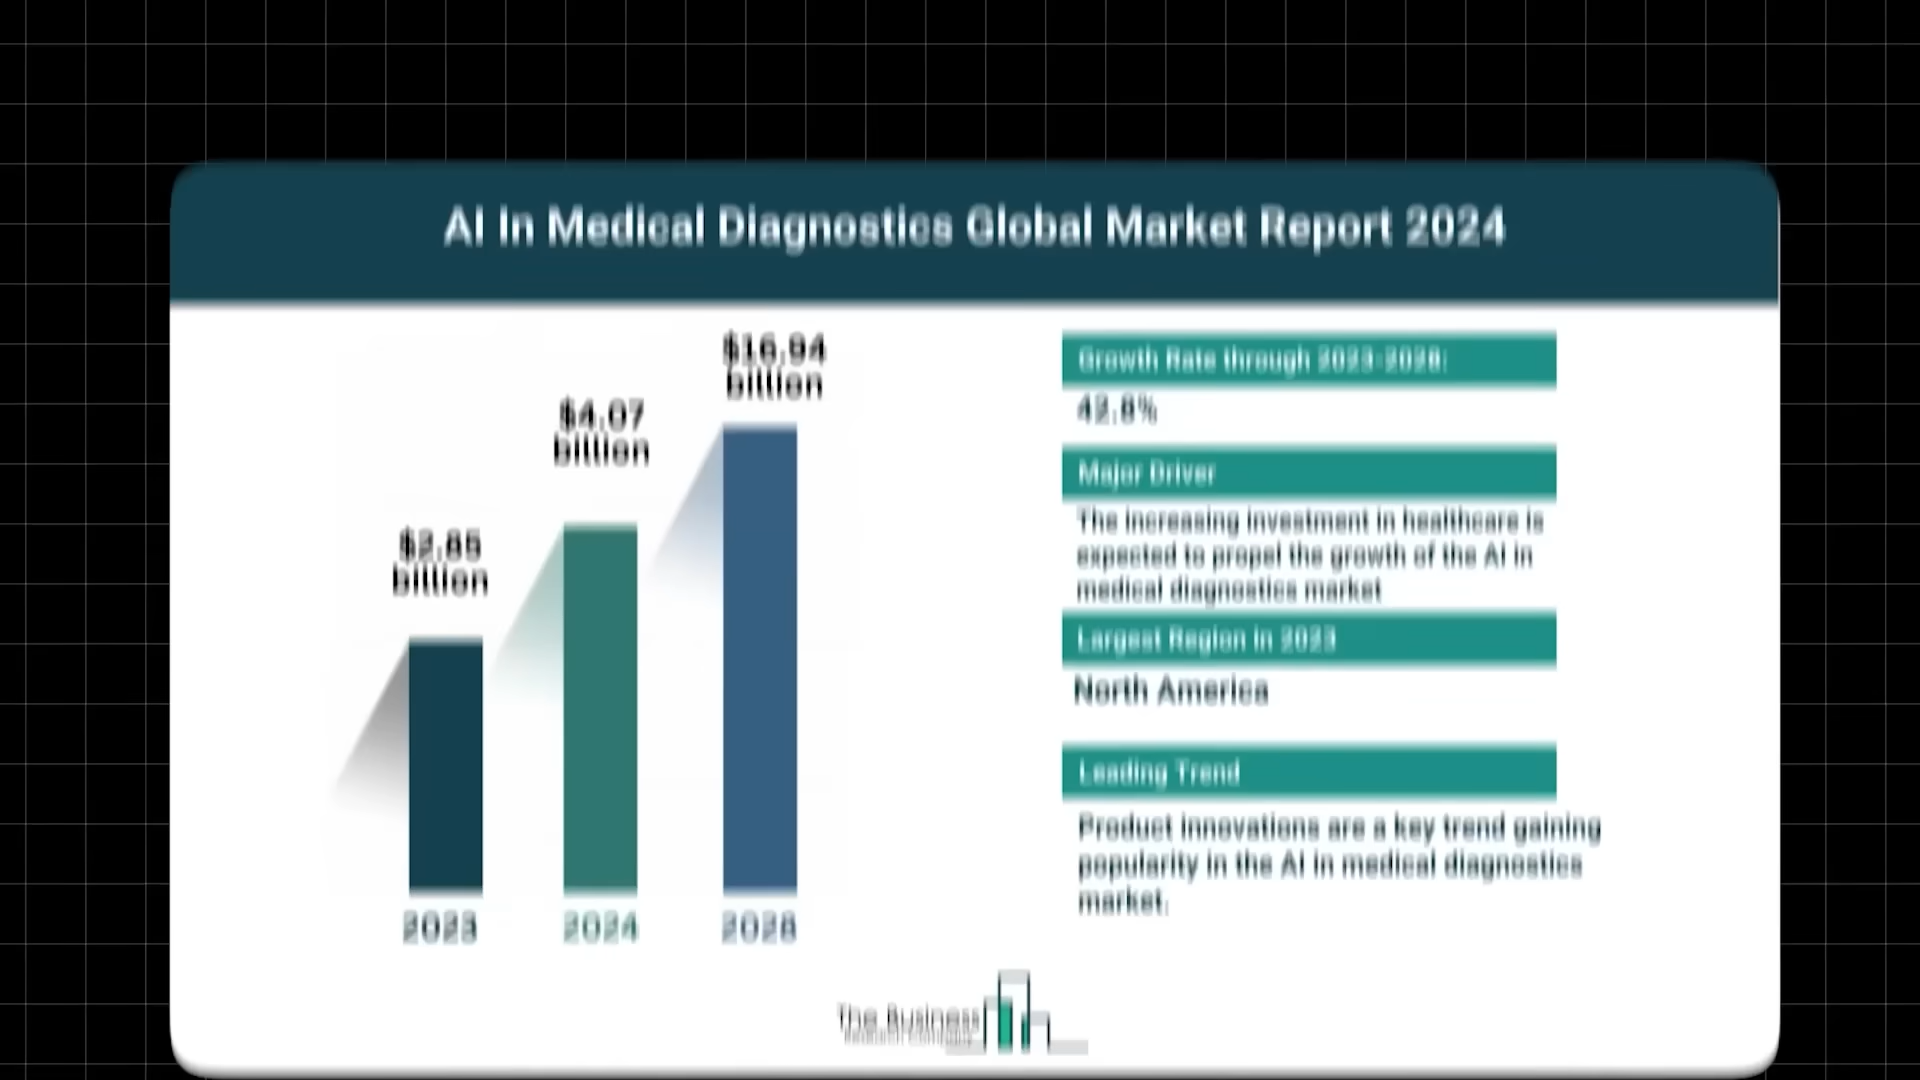 AI In Medical Diagnostics Global Market Report 2024
$2.85
billion
$4.07
billion
$16.94
billion
2023
2024
2028
Growth Rate through 2023-2028:
42.8%
Major Driver
The increasing investment in healthcare is
expected to propel the growth of the AI in
medical diagnostics market
Largest Region in 2023
North America
Leading Trend
Product innovations are a key trend gaining
popularity in the AI in medical diagnostics
market.
The Business
Research Company